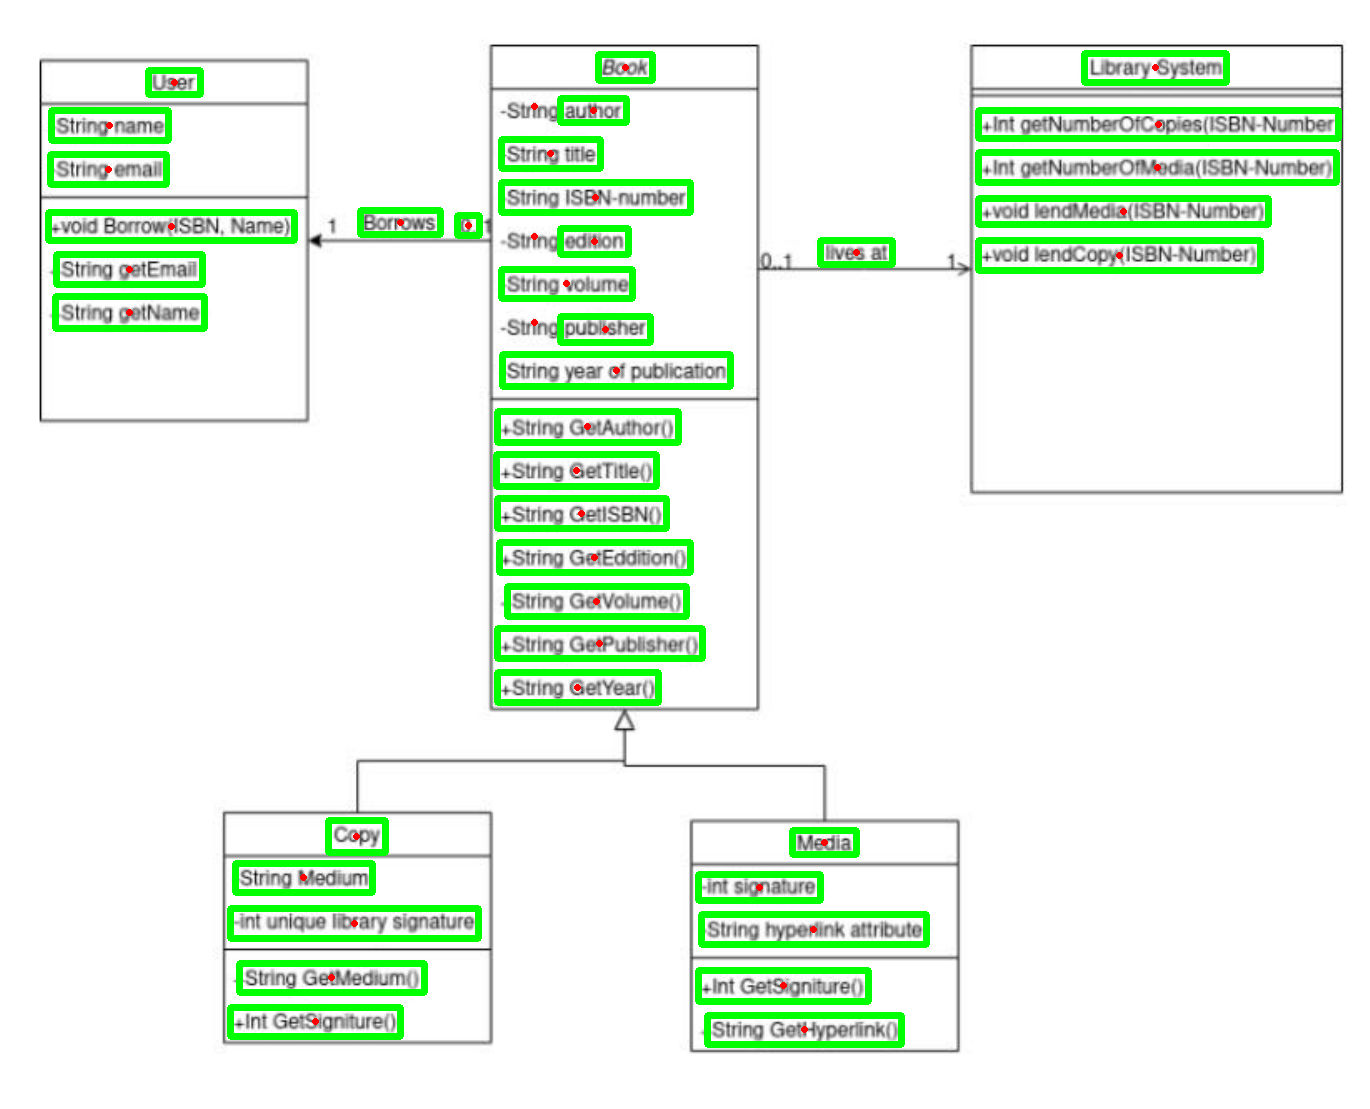 User
String name
String email
+void Borrow(ISBN, Name)
String getEmail
String getName
1
Borrows
Book
-String author
String title
String ISBN-number
-String edition
String volume
-String publisher
String year of publication
+String GetAuthor()
+String GetTitle()
+String GetISBN()
+String GetEddition()
String GetVolume()
+String GetPublisher()
+String GetYear()
0..1
lives at
1
Library System
+Int getNumberOfCopies(ISBN-Number
+Int getNumberOfMedia(ISBN-Number)
+void lendMedia(ISBN-Number)
+void lendCopy(ISBN-Number)
Copy
String Medium
-int unique library signature
String GetMedium()
+Int GetSigniture()
Media
-int signature
String hyperlink attribute
+Int GetSigniture()
String GetHyperlink()